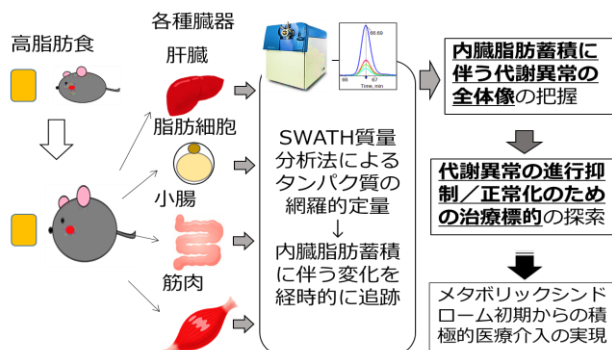 高脂肪食
各種臓器
肝臓
脂肪細胞
小腸
筋肉
66.69
66
67
Time, min
SWATH質量
分析法による
タンパク質の
網羅的定量
↓
内臓脂肪蓄積
に伴う変化を
経時的に追跡
内臓脂肪蓄積に
伴う代謝異常の
全体像の把握
代謝異常の進行抑
制／正常化のため
の治療標的の探索
メタボリックシンド
ローム初期からの積
極的医療介入の実現